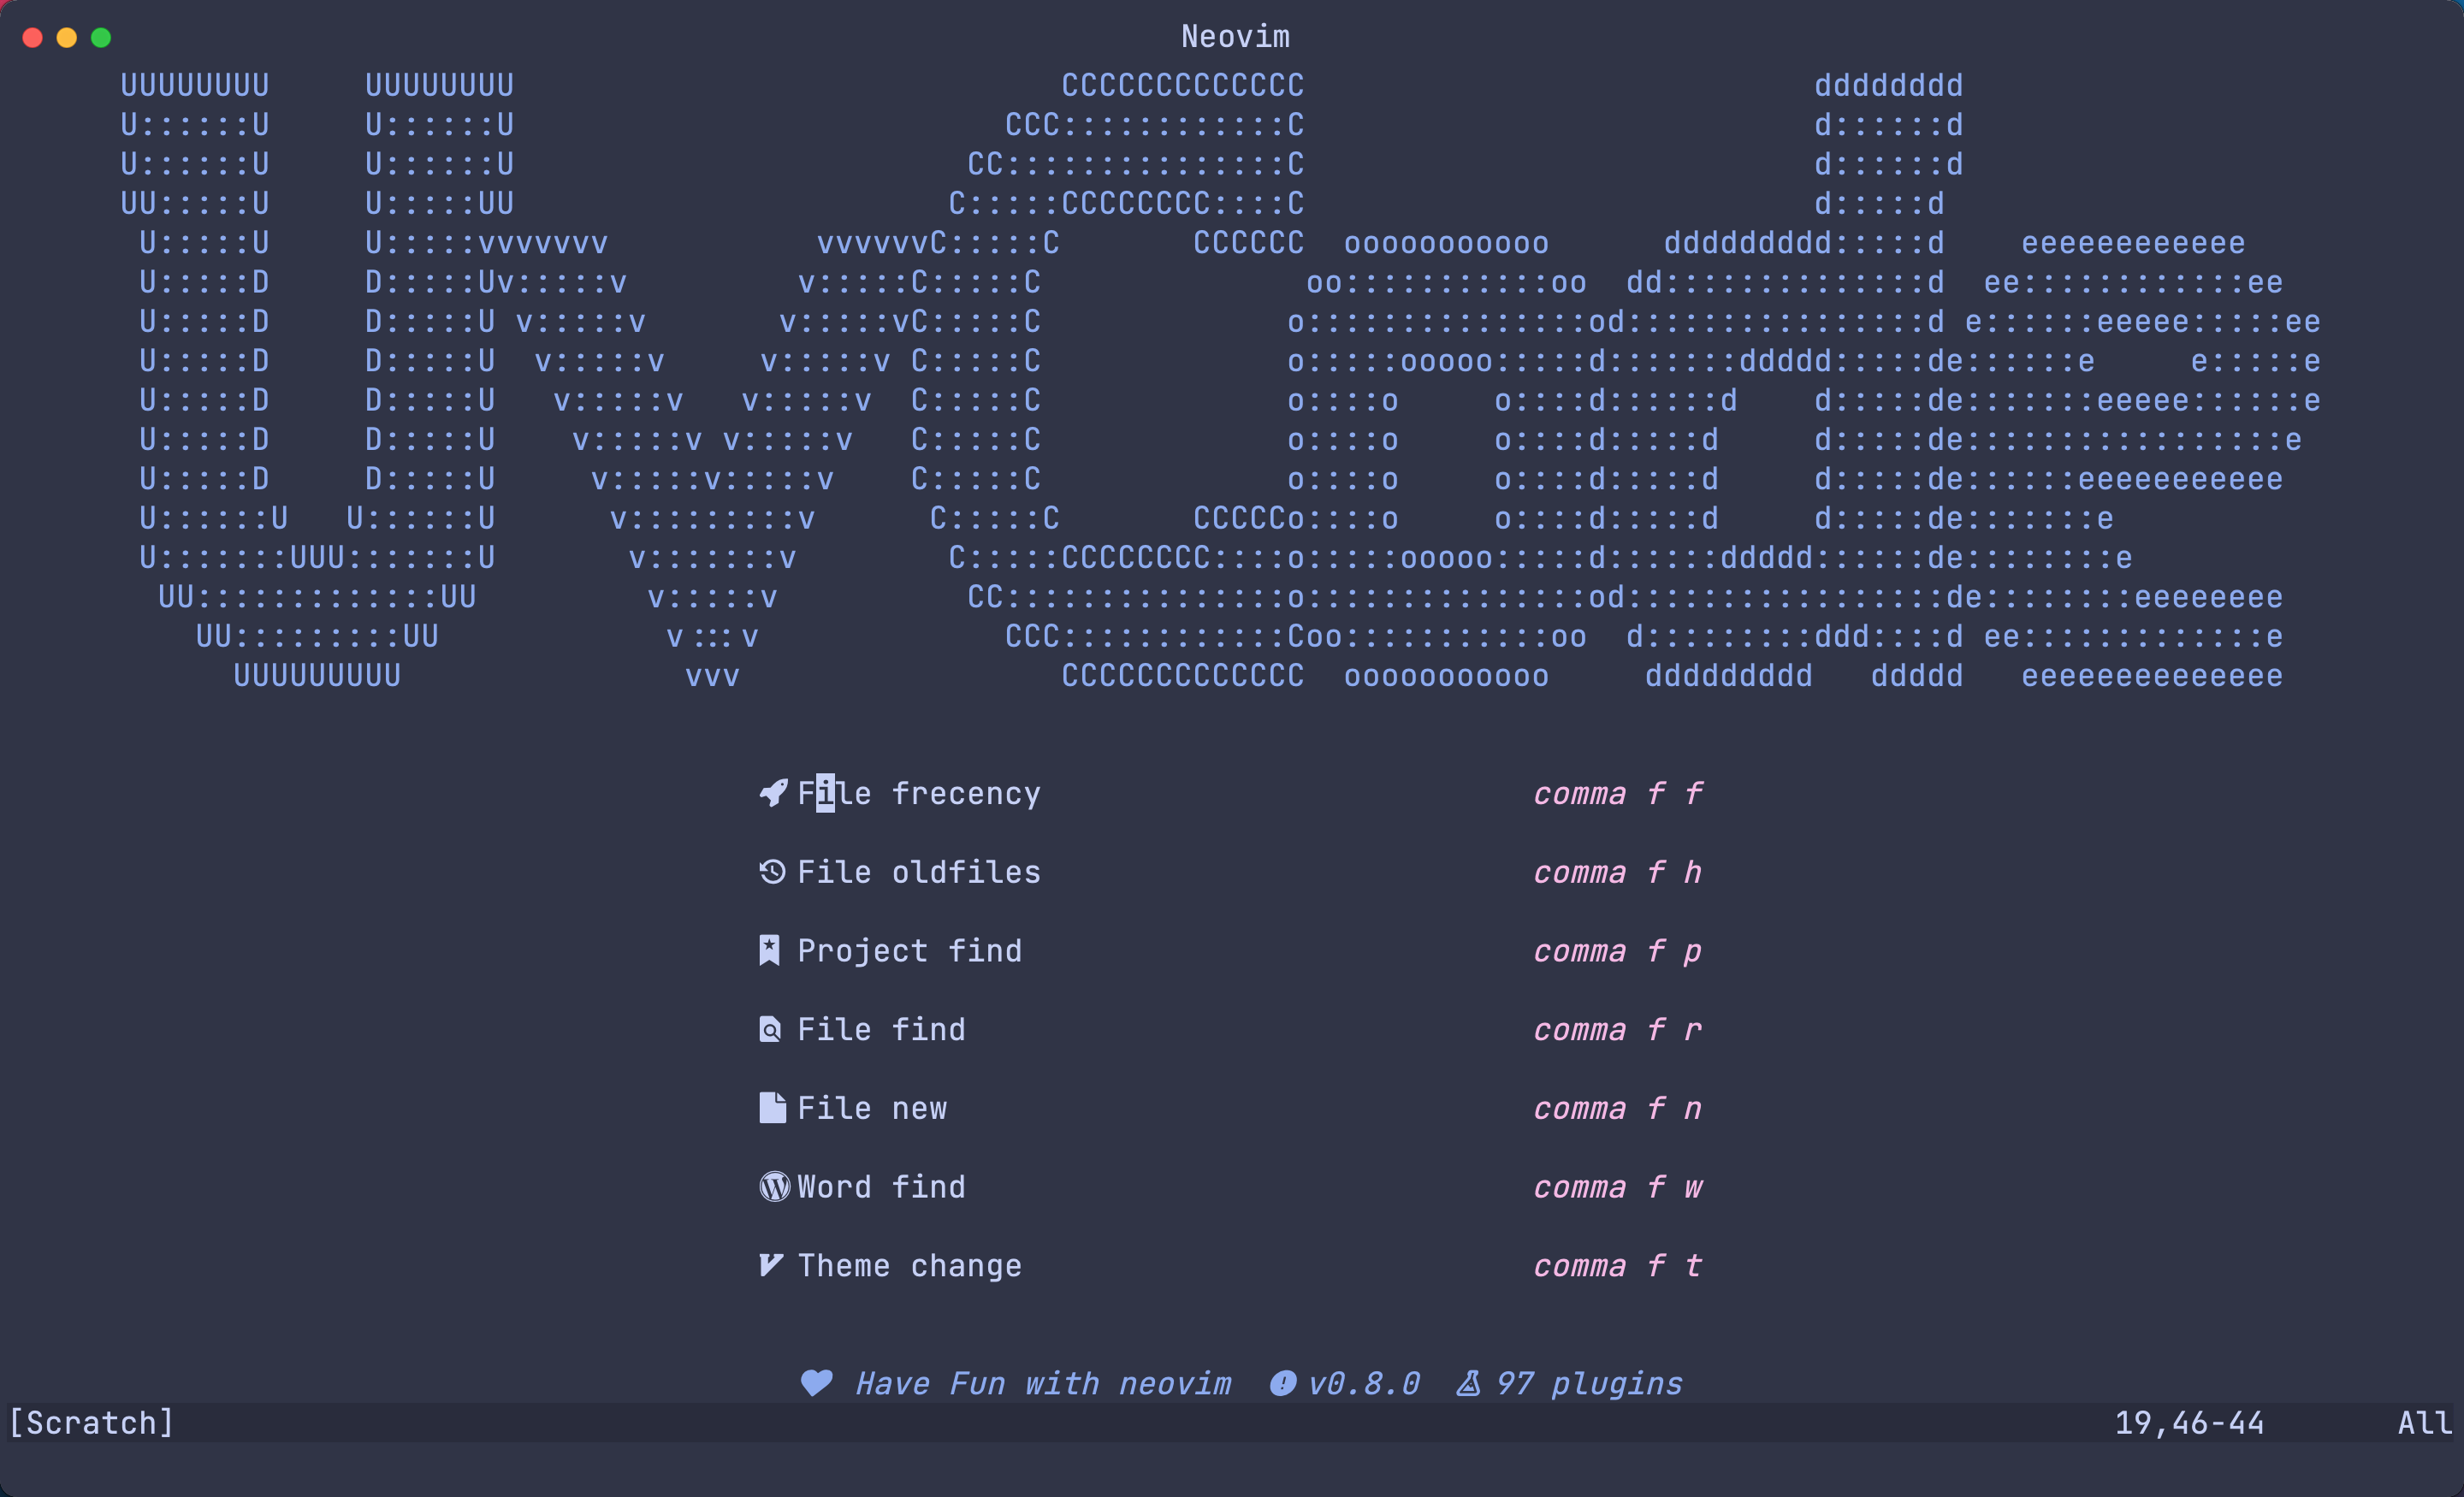 Neovim
UUUUUUUU     UUUUUUUU                             CCCCCCCCCCCCC                           dddddddd
U::::::U     U::::::U                          CCC::::::::::::C                           d::::::d
U::::::U     U::::::U                        CC:::::::::::::::C                           d::::::d
UU:::::U     U:::::UU                       C:::::CCCCCCCC::::C                           d:::::d
 U:::::U     U:::::vvvvvvv           vvvvvvC:::::C       CCCCCC  ooooooooooo      ddddddddd:::::d    eeeeeeeeeeee
 U:::::D     D:::::Uv:::::v         v:::::C:::::C              oo:::::::::::oo  dd::::::::::::::d  ee::::::::::::ee
 U:::::D     D:::::U v:::::v       v:::::vC:::::C             o:::::::::::::::od::::::::::::::::d e::::::eeeee:::::ee
 U:::::D     D:::::U  v:::::v     v:::::v C:::::C             o:::::ooooo:::::d:::::::ddddd:::::de::::::e     e:::::e
 U:::::D     D:::::U   v:::::v   v:::::v  C:::::C             o::::o     o::::d::::::d    d:::::de:::::::eeeee::::::e
 U:::::D     D:::::U    v:::::v v:::::v   C:::::C             o::::o     o::::d:::::d     d:::::de:::::::::::::::::e
 U:::::D     D:::::U     v:::::v:::::v    C:::::C             o::::o     o::::d:::::d     d:::::de::::::eeeeeeeeeee
 U::::::U   U::::::U      v:::::::::v      C:::::C       CCCCCo::::o     o::::d:::::d     d:::::de:::::::e
 U:::::::UUU:::::::U       v:::::::v        C:::::CCCCCCCC::::o:::::ooooo:::::d::::::ddddd::::::de::::::::e
  UU:::::::::::::UU         v:::::v          CC:::::::::::::::o:::::::::::::::od:::::::::::::::::de::::::::eeeeeeee
    UU:::::::::UU            v:::v             CCC::::::::::::Coo:::::::::::oo  d:::::::::ddd::::d ee:::::::::::::e
      UUUUUUUUU               vvv                 CCCCCCCCCCCCC  ooooooooooo     ddddddddd   ddddd   eeeeeeeeeeeeee
File frecency comma f f
File oldfiles comma f h
Project find comma f p
File find comma f r
File new comma f n
Word find comma f w
Theme change comma f t
Have Fun with neovim v0.8.0 97 plugins
[Scratch] 19,46-44 All